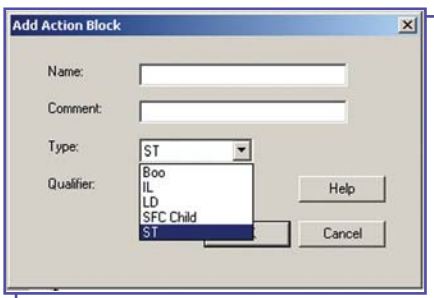 Add Action Block
Name:
Comment:
Type:
ST
Qualifier:
Boo
IL
LD
SFC Child
ST
Help
Cancel